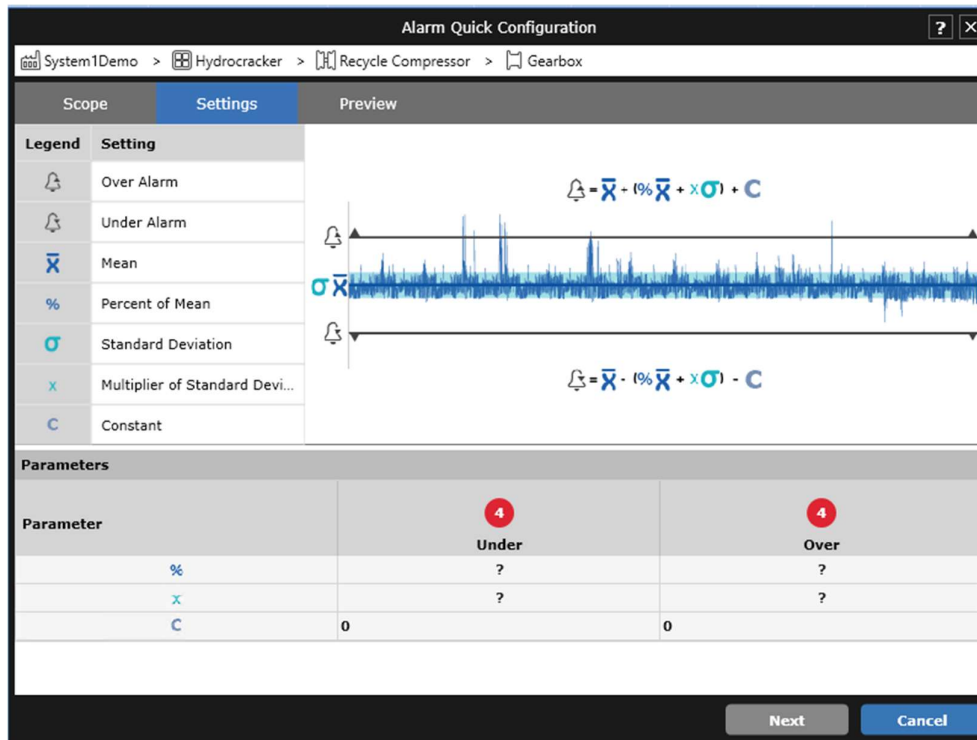 Alarm Quick Configuration
? X
System1Demo > Hydrocracker > Recycle Compressor > Gearbox
Scope Settings Preview
Legend Setting
Over Alarm
Under Alarm
x̄ Mean
% Percent of Mean
σ Standard Deviation
x Multiplier of Standard Devi...
C Constant
= x̄ + (% x̄ + xσ) + C
σ x̄
= x̄ - (% x̄ + xσ) - C
Parameters
Parameter
4 Under
4 Over
% ? ?
x ? ?
C 0 0
Next Cancel